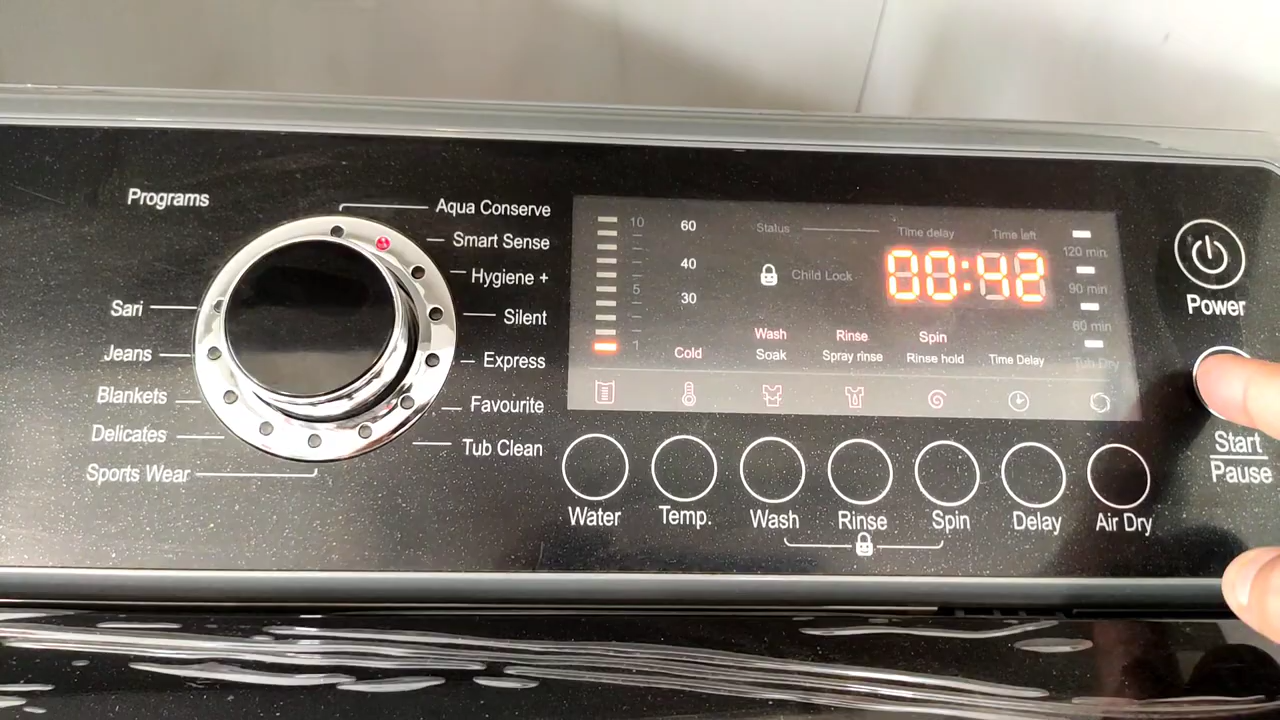 Programs
Aqua Conserve
Smart Sense
Hygiene +
Silent
Express
Favourite
Tub Clean
Sari
Jeans
Blankets
Delicates
Sports Wear
10
5
1
60
40
30
Cold
Status
Child Lock
Time delay Time left
00:42
Wash Rinse Spin
Soak Spray rinse Rinse hold Time Delay
120 min
90 min
60 min
Tub Dry
Water Temp. Wash Rinse Spin Delay Air Dry
Power
Start
Pause